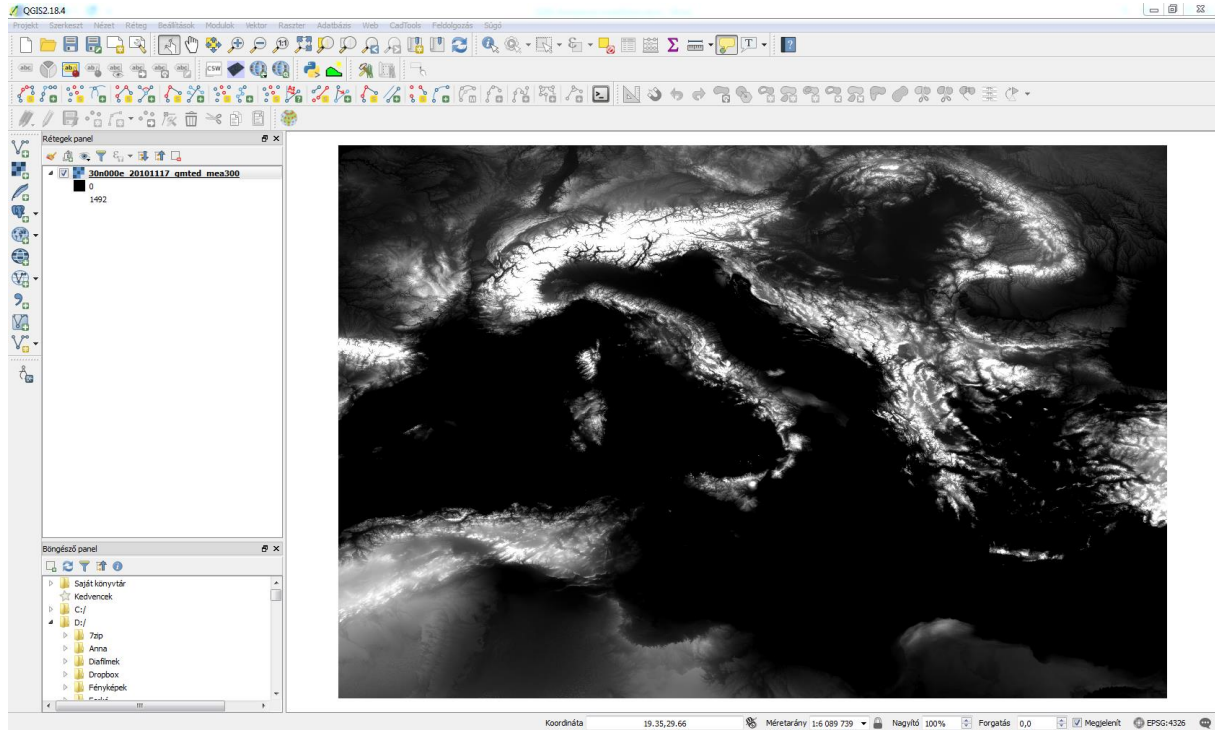 QGIS2.18.4
Projekt Szerkeszt Nézet Réteg Beállítások Modulok Vektor Raszter Adatbázis Web CadTools Feldolgozás Súgó
Rétegek panel
30n000e_20101117_gmted_mea300
0
1492
Böngésző panel
Saját könyvtár
Kedvencek
C:/
D:/
7zip
Anna
Diafilmek
Dropbox
Fényképek
Koordináta 19.35,29.66 Méretarány 1:6 089 739 Nagyító 100% Forgatás 0,0 Megjelenít EPSG:4326